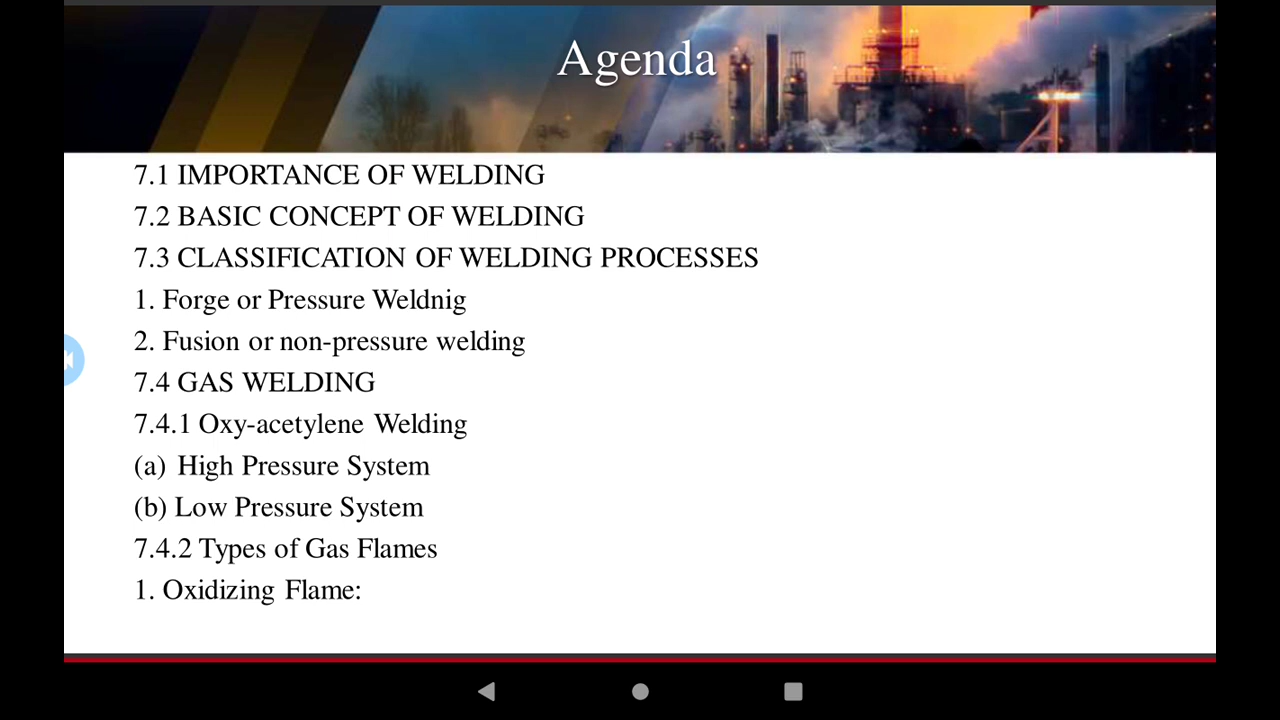 Agenda
7.1 IMPORTANCE OF WELDING
7.2 BASIC CONCEPT OF WELDING
7.3 CLASSIFICATION OF WELDING PROCESSES
1. Forge or Pressure Weldnig
2. Fusion or non-pressure welding
7.4 GAS WELDING
7.4.1 Oxy-acetylene Welding
(a) High Pressure System
(b) Low Pressure System
7.4.2 Types of Gas Flames
1. Oxidizing Flame: